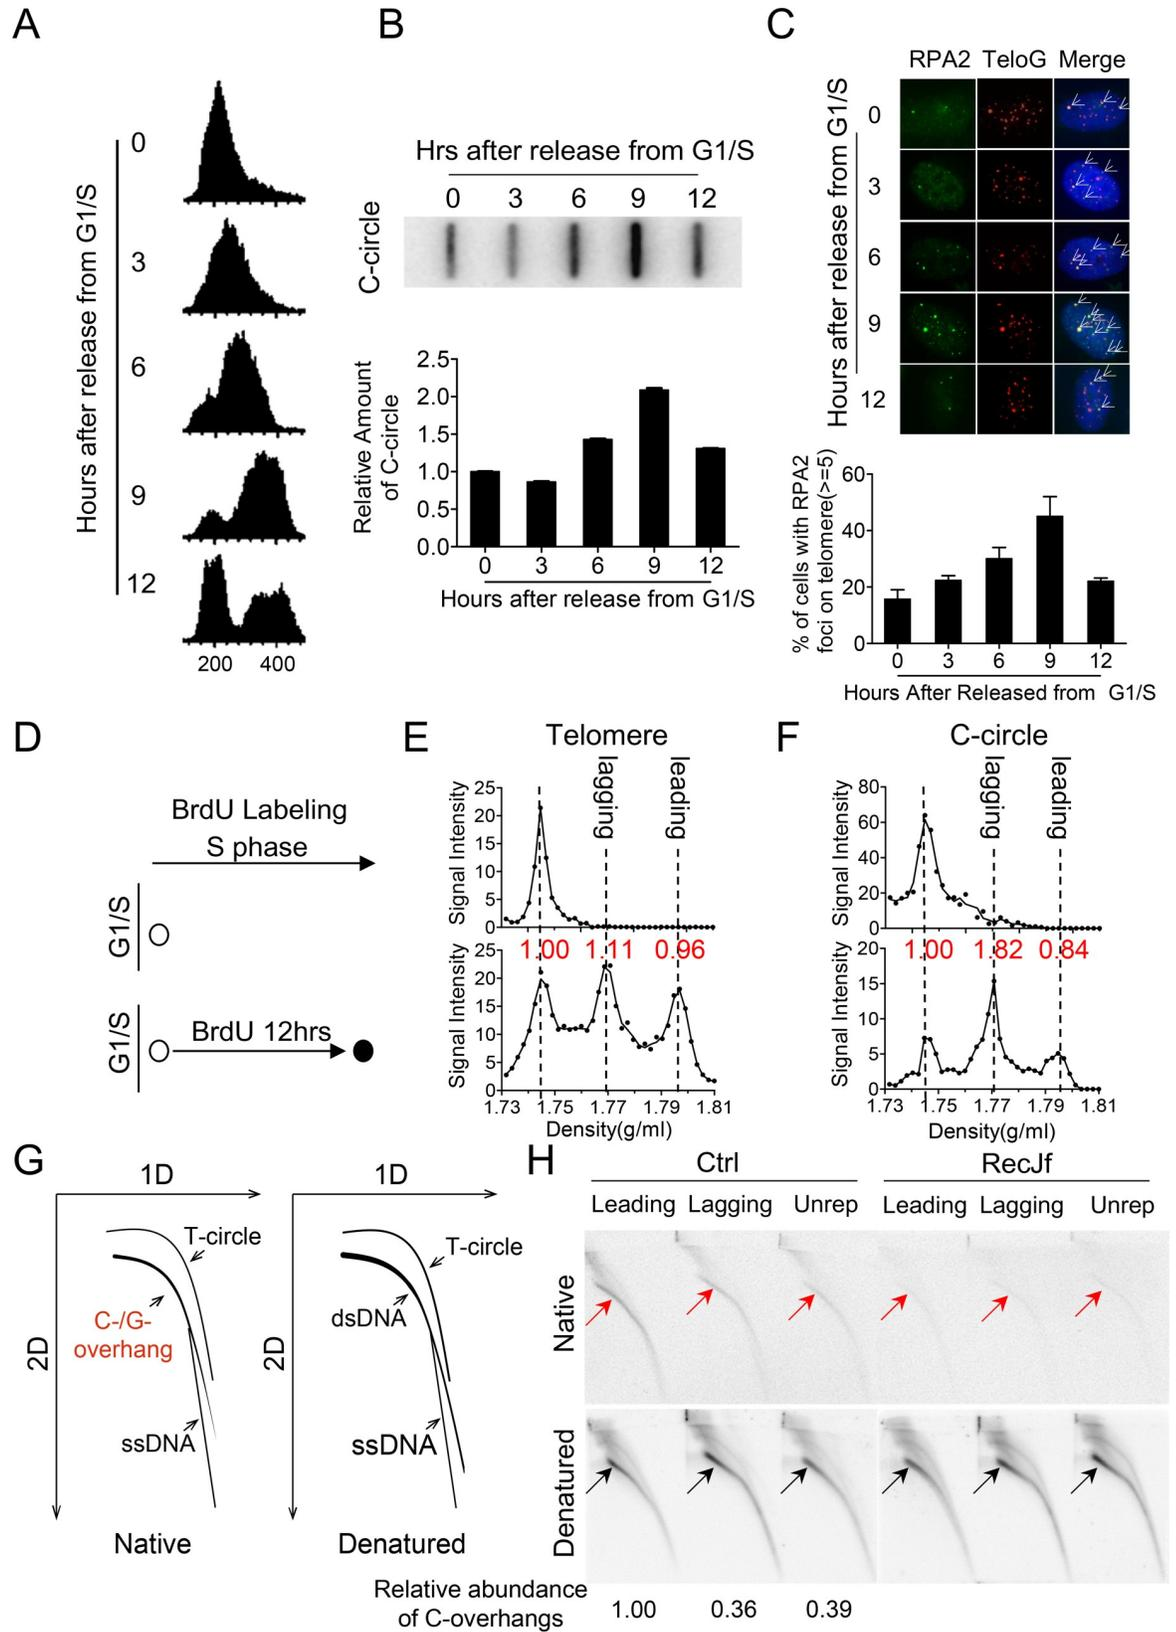 A
Hours after release from G1/S
0
3
6
9
12
200 400
B
Hrs after release from G1/S
0 3 6 9 12
C-circle
Relative Amount
of C-circle
2.5
2.0
1.5
1.0
0.5
0.0
0 3 6 9 12
Hours after release from G1/S
C
RPA2 TeloG Merge
Hours after release from G1/S
0
3
6
9
12
% of cells with RPA2
foci on telomere(>=5)
60
40
20
0
0 3 6 9 12
Hours After Released from G1/S
D
BrdU Labeling
S phase
G1/S
G1/S
BrdU 12hrs
E
Telomere
lagging
leading
Signal Intensity
25
20
15
10
5
0
1.00 1.11 0.96
Signal Intensity
25
20
15
10
5
0
1.73 1.75 1.77 1.79 1.81
Density(g/ml)
F
C-circle
lagging
leading
Signal Intensity
80
60
40
20
0
1.00 1.82 0.84
Signal Intensity
20
15
10
5
0
1.73 1.75 1.77 1.79 1.81
Density(g/ml)
G
1D
2D
T-circle
C-/G-
overhang
ssDNA
Native
1D
2D
T-circle
dsDNA
ssDNA
Denatured
H
Ctrl RecJf
Leading Lagging Unrep Leading Lagging Unrep
Native
Denatured
Relative abundance
of C-overhangs
1.00 0.36 0.39